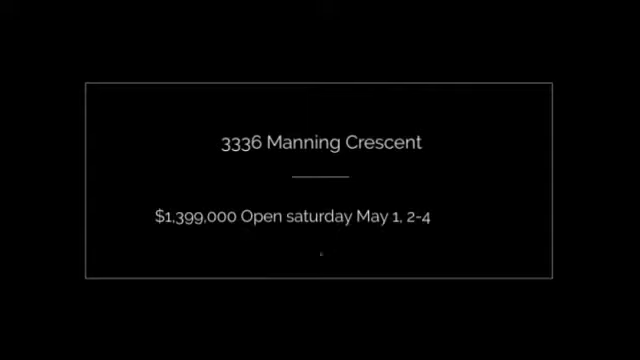 3336 Manning Crescent
$1,399,000 Open saturday May 1, 2-4